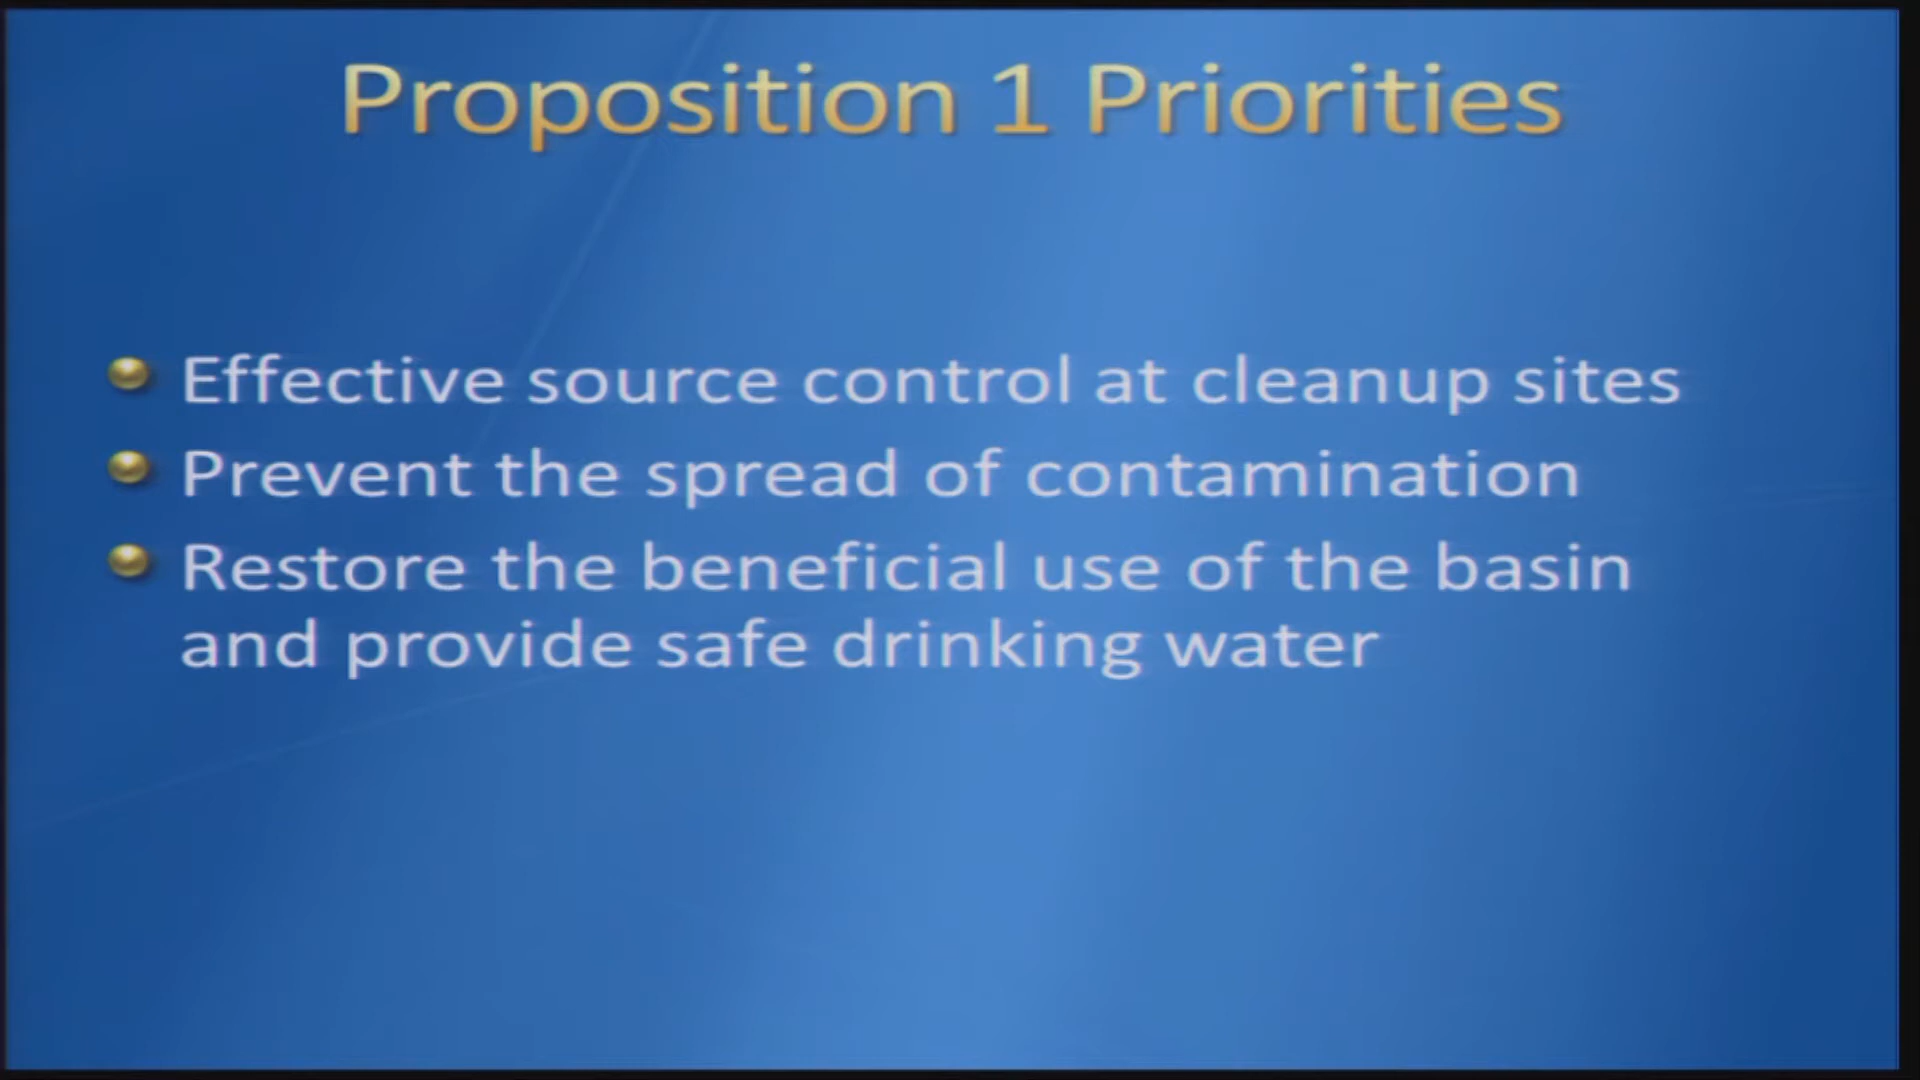 Proposition 1 Priorities
Effective source control at cleanup sites
Prevent the spread of contamination
Restore the beneficial use of the basin
and provide safe drinking water